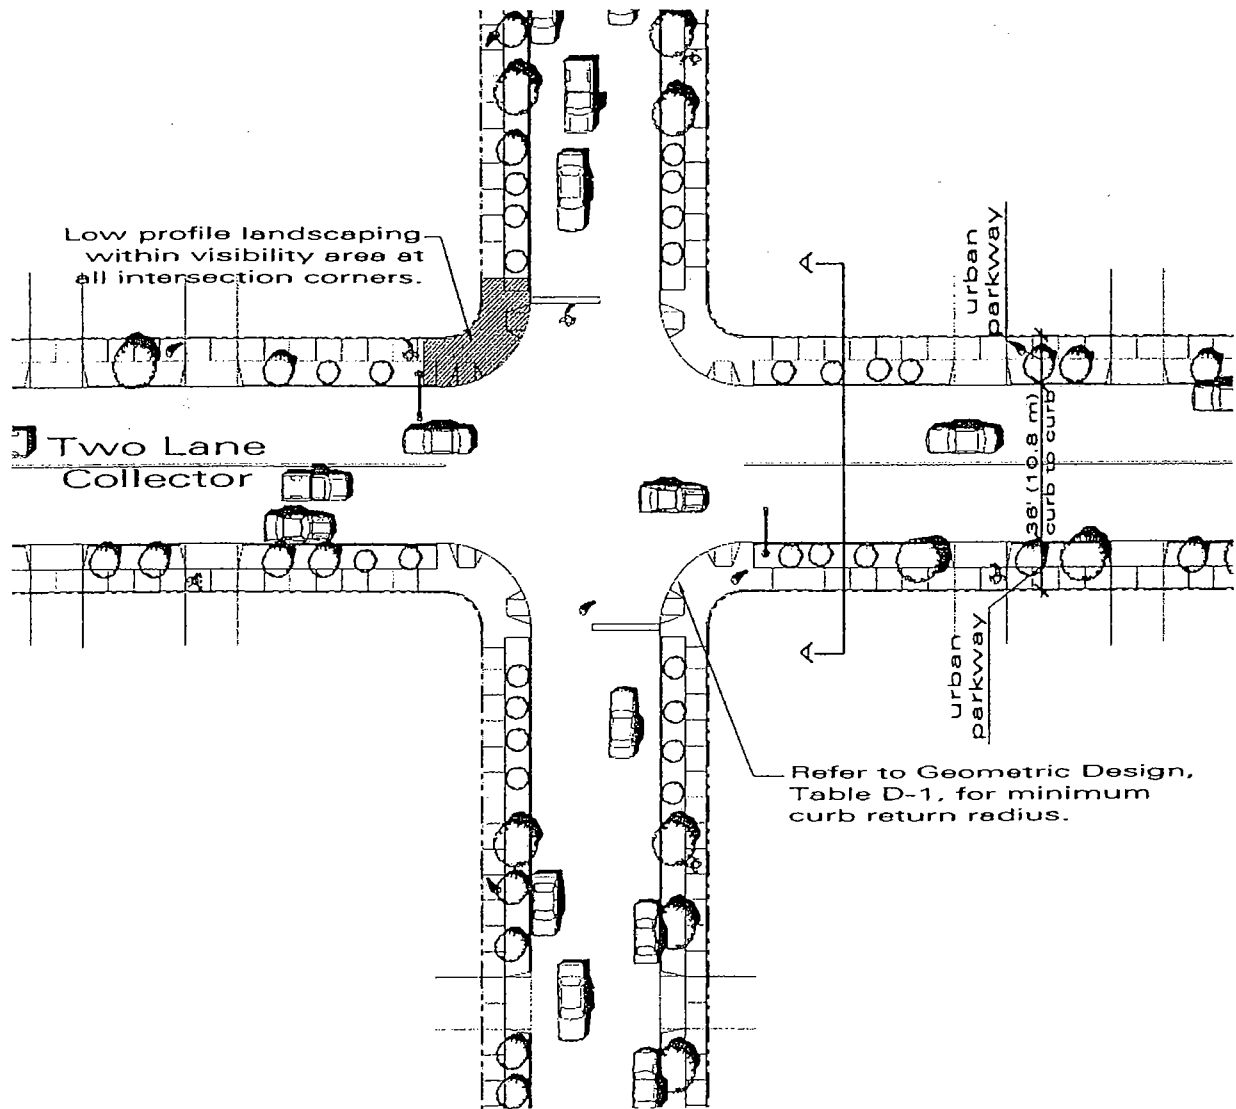 Low profile landscaping
within visibility area at
all intersection corners.
A
urban
parkway
Two Lane
Collector
36' (10.8 m)
curb to curb
A
urban
parkway
Refer to Geometric Design,
Table D-1, for minimum
curb return radius.